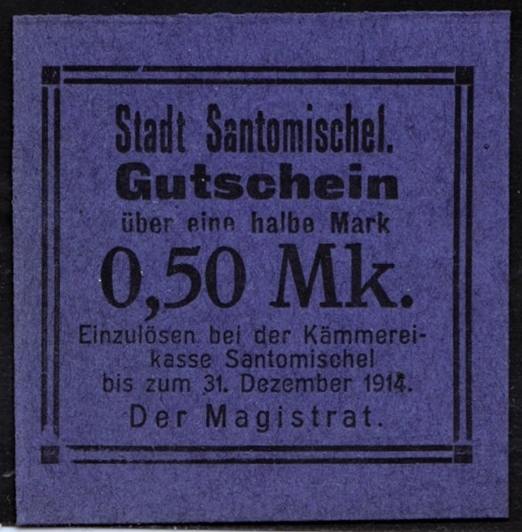 Stadt Santomischel.
Gutschein
über eine halbe Mark
0,50 Mk.
Einzulösen bei der Kämmerei-
kasse Santomischel
bis zum 31. Dezember 1914.
Der Magistrat.